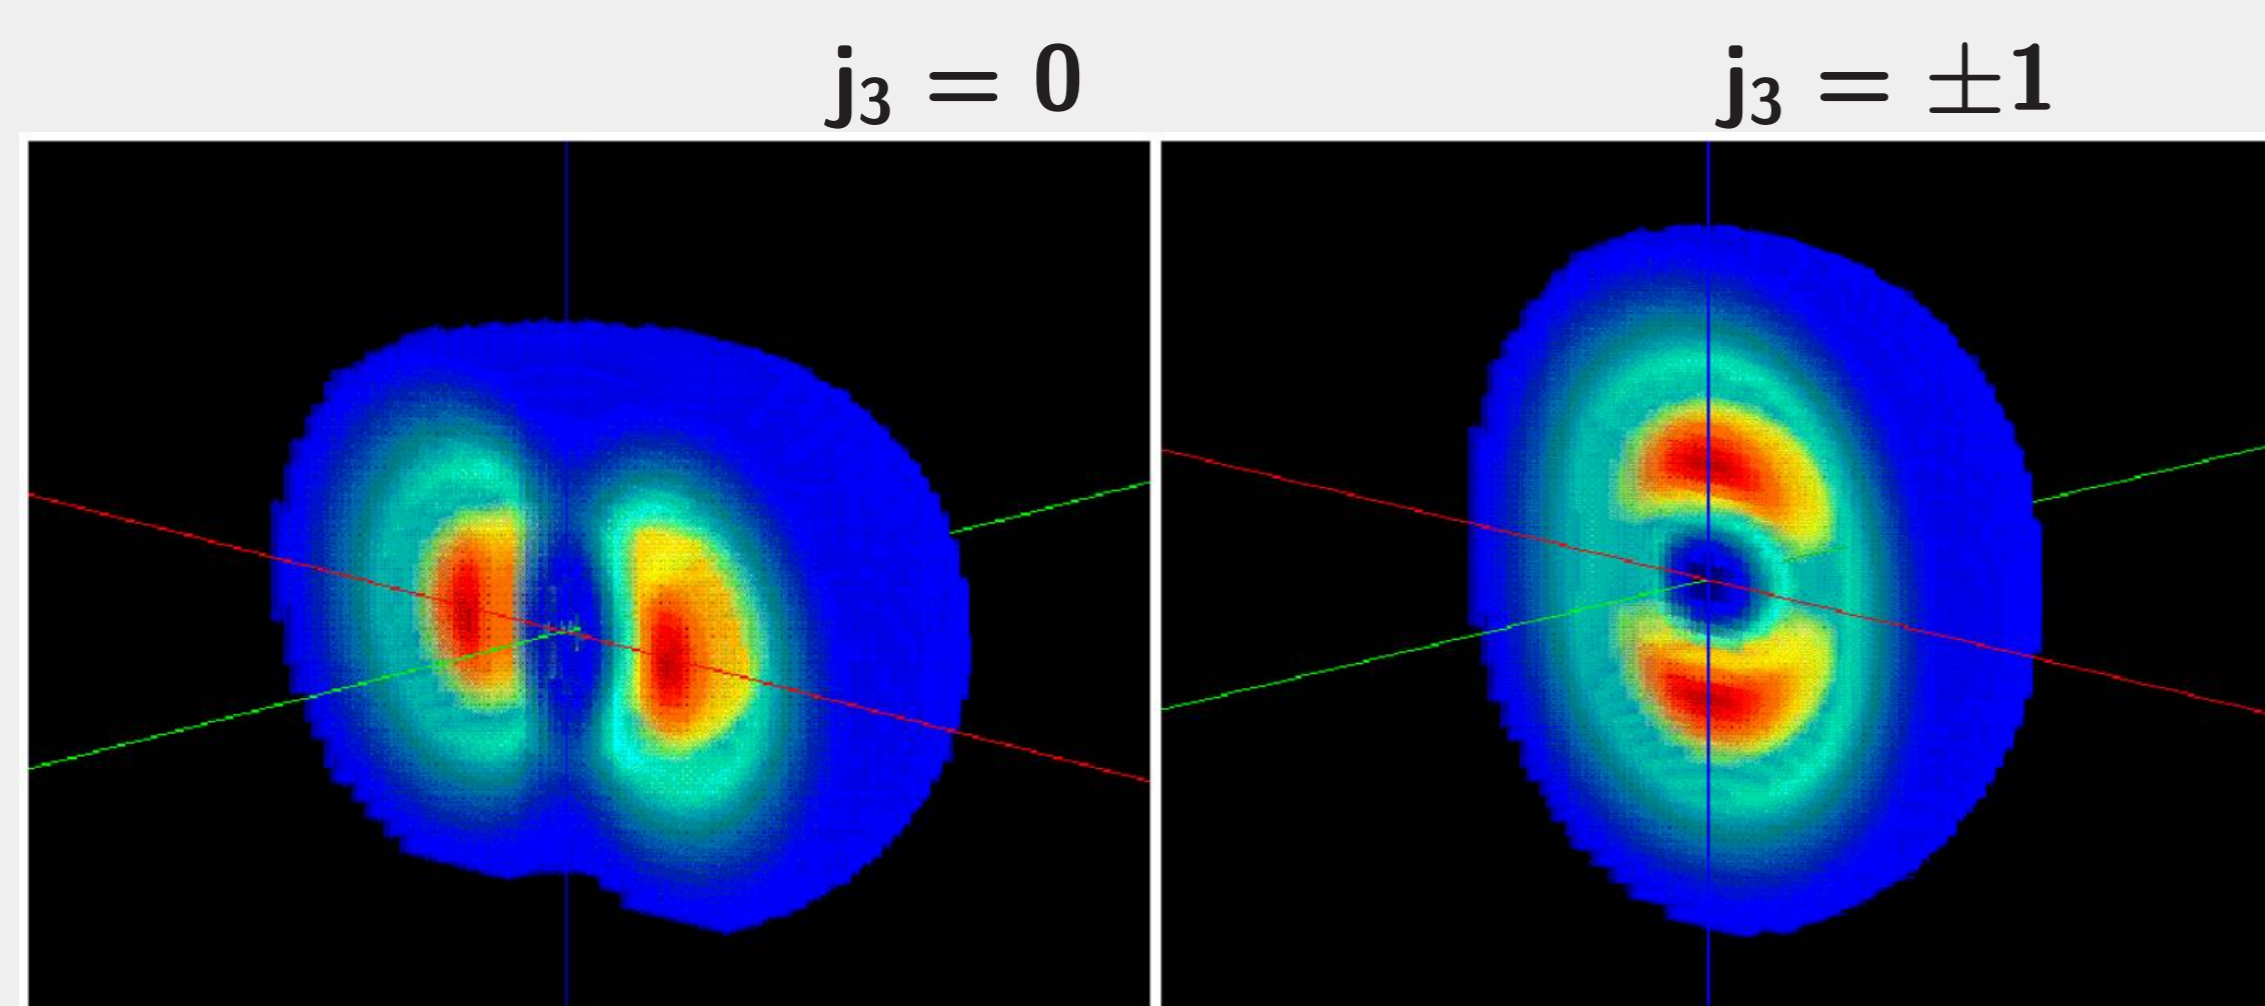 j₃ = 0 j₃ = ±1